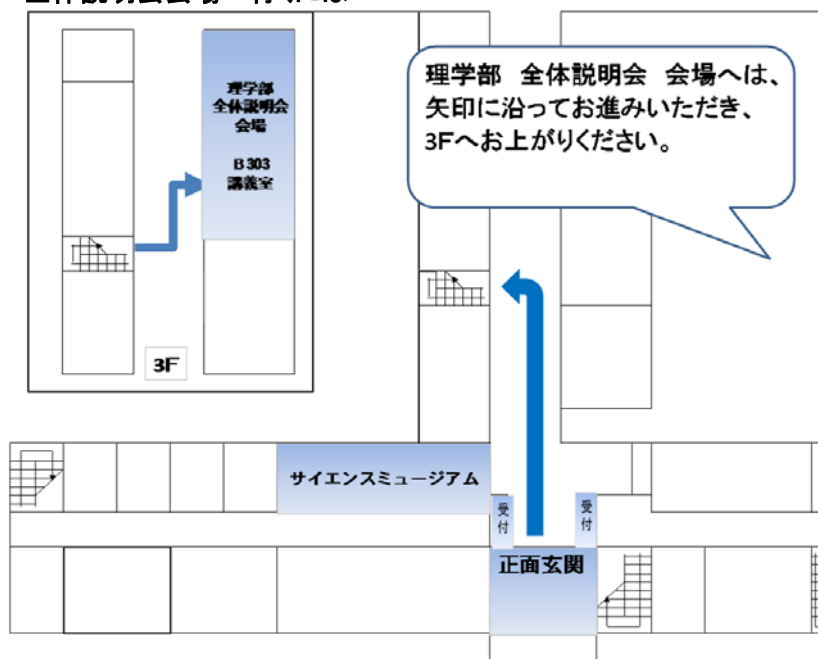 理学部 全体説明会 会場へは、
矢印に沿ってお進みいただき、
3Fへお上がりください。
理学部
全体説明会
会場
B303
講義室
3F
サイエンスミュージアム
受付
受付
正面玄関